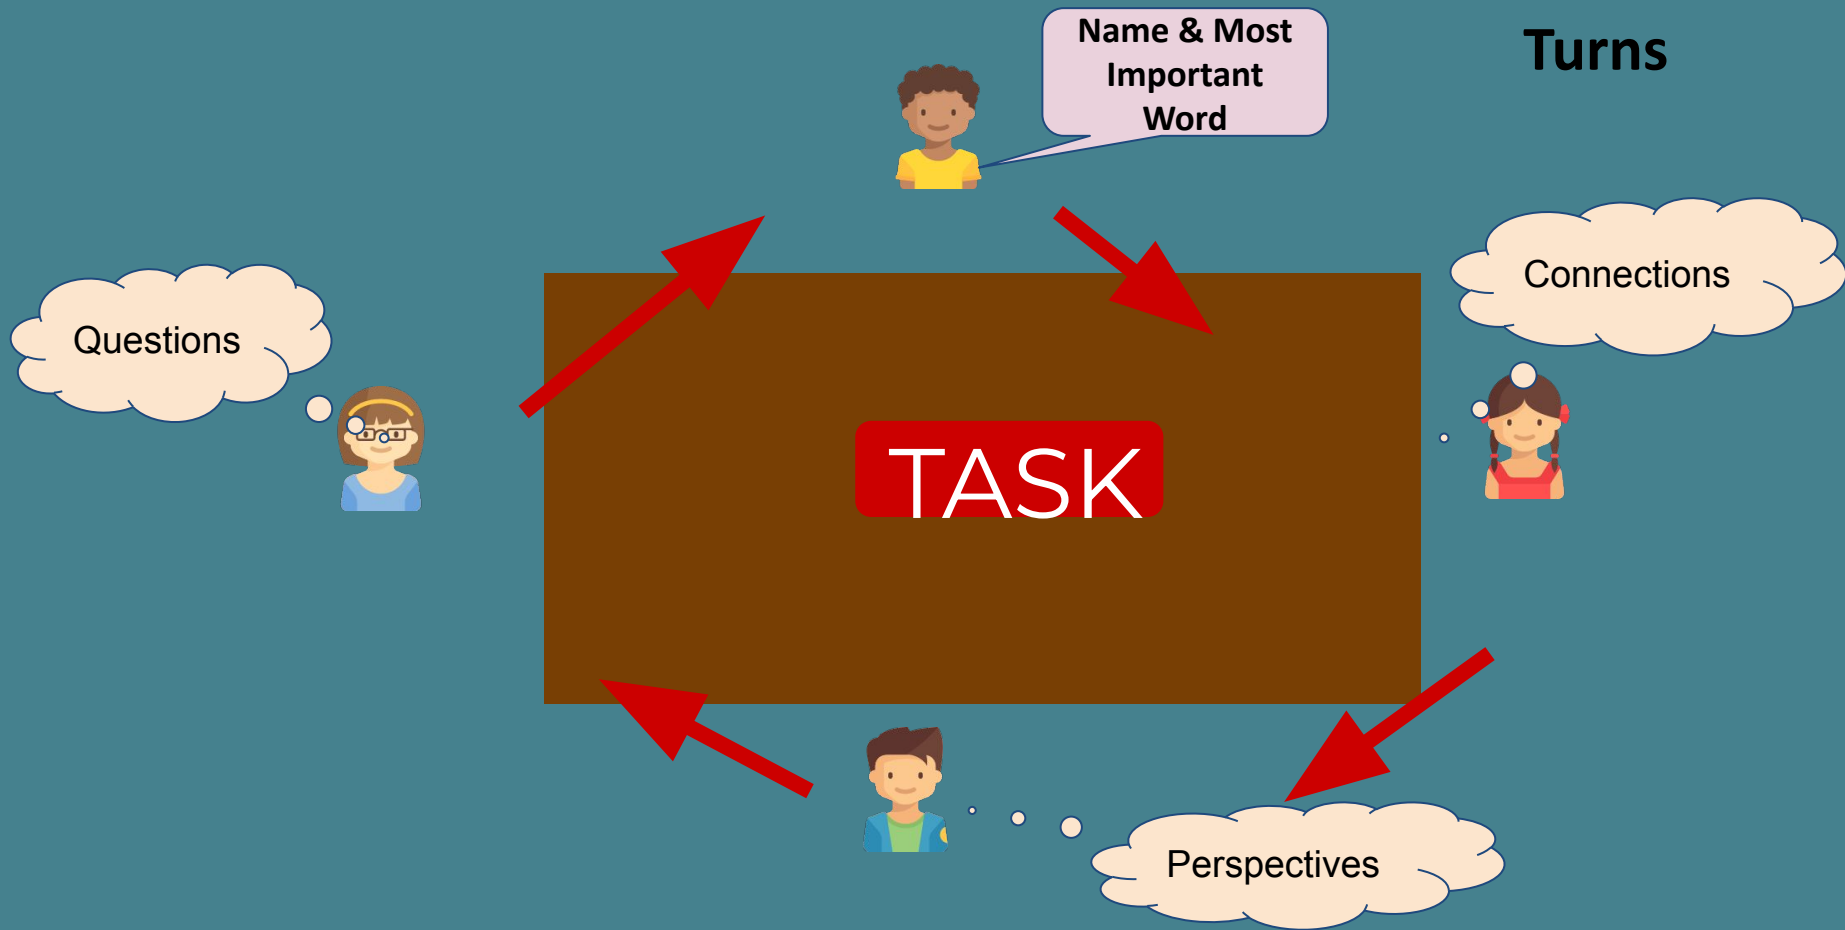 Turns
Name & Most
Important
Word
Connections
Questions
TASK
Perspectives